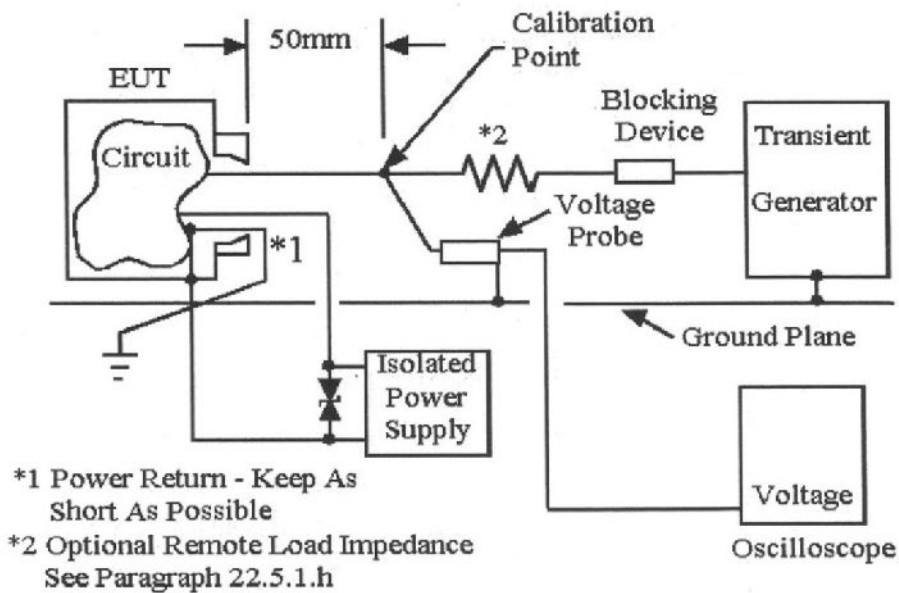 50mm
Calibration
Point
EUT
Blocking
Device
Circuit
*2
Transient
Generator
Voltage
Probe
*1
Ground Plane
Isolated
Power
Supply
Voltage
Oscilloscope
*1 Power Return - Keep As
Short As Possible
*2 Optional Remote Load Impedance
See Paragraph 22.5.1.h